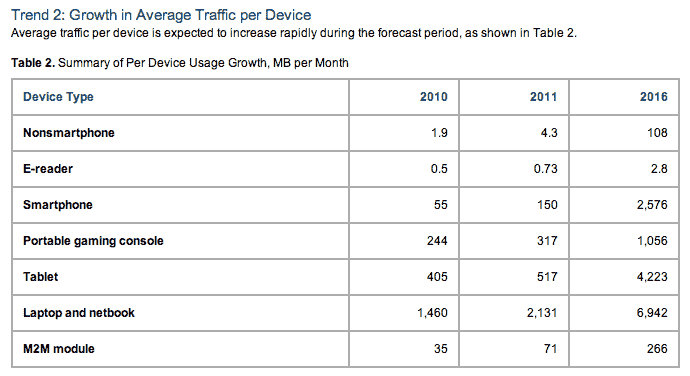 Trend 2: Growth in Average Traffic per Device
Average traffic per device is expected to increase rapidly during the forecast period, as shown in Table 2.
Table 2. Summary of Per Device Usage Growth, MB per Month
Device Type 2010 2011 2016
Nonsmartphone 1.9 4.3 108
E-reader 0.5 0.73 2.8
Smartphone 55 150 2,576
Portable gaming console 244 317 1,056
Tablet 405 517 4,223
Laptop and netbook 1,460 2,131 6,942
M2M module 35 71 266